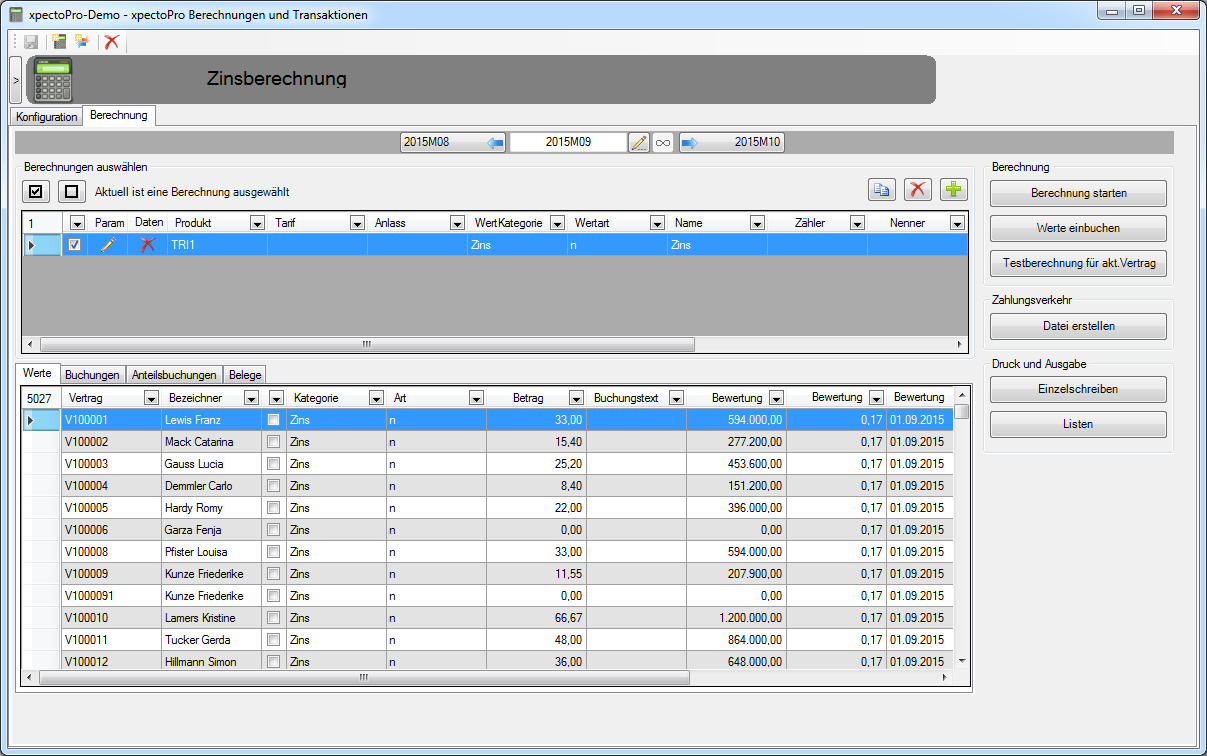 xpectoPro-Demo - xpectoPro Berechnungen und Transaktionen
>
Zinsberechnung
Konfiguration Berechnung
2015M08 2015M09 2015M10
Berechnungen auswählen
Aktuell ist eine Berechnung ausgewählt
1 Param Daten Produkt Tarif Anlass WertKategorie Wertart Name Zähler Nenner
TRI1 Zins n Zins
Werte Buchungen Anteilsbuchungen Belege
5027 Vertrag Bezeichner Kategorie Art Betrag Buchungstext Bewertung Bewertung Bewertung
V100001 Lewis Franz Zins n 33,00 594.000,00 0,17 01.09.2015
V100002 Mack Catarina Zins n 15,40 277.200,00 0,17 01.09.2015
V100003 Gauss Lucia Zins n 25,20 453.600,00 0,17 01.09.2015
V100004 Demmler Carlo Zins n 8,40 151.200,00 0,17 01.09.2015
V100005 Hardy Romy Zins n 22,00 396.000,00 0,17 01.09.2015
V100006 Garza Fenja Zins n 0,00 0,00 0,17 01.09.2015
V100008 Pfister Louisa Zins n 33,00 594.000,00 0,17 01.09.2015
V100009 Kunze Friederike Zins n 11,55 207.900,00 0,17 01.09.2015
V1000091 Kunze Friederike Zins n 0,00 0,00 0,17 01.09.2015
V100010 Lamers Kristine Zins n 66,67 1.200.000,00 0,17 01.09.2015
V100011 Tucker Gerda Zins n 48,00 864.000,00 0,17 01.09.2015
V100012 Hillmann Simon Zins n 36,00 648.000,00 0,17 01.09.2015
Berechnung
Berechnung starten
Werte einbuchen
Testberechnung für akt.Vertrag
Zahlungsverkehr
Datei erstellen
Druck und Ausgabe
Einzelschreiben
Listen